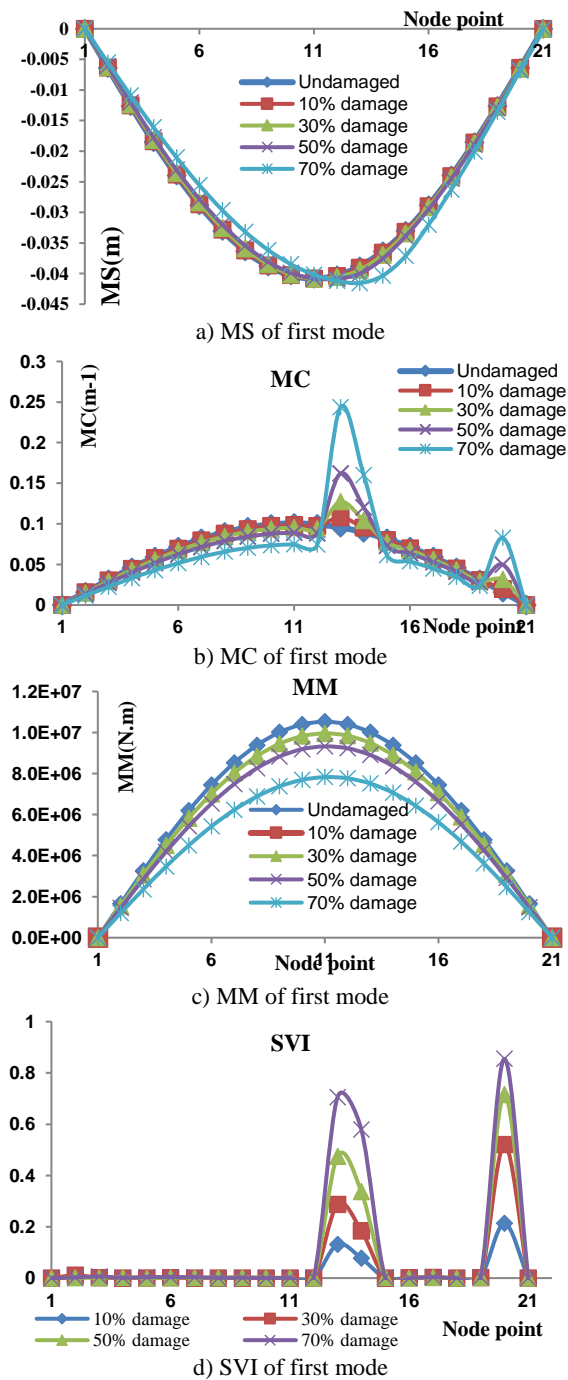 Node point
0
1 6 11 16 21
-0.005
-0.01
-0.015
-0.02
-0.025
-0.03
-0.035
-0.04
-0.045
MS(m)
Undamaged
10% damage
30% damage
50% damage
70% damage
a) MS of first mode
MC
MC(m-1)
0.3
0.25
0.2
0.15
0.1
0.05
0
Undamaged
10% damage
30% damage
50% damage
70% damage
1 6 11 16 21
Node point
b) MC of first mode
MM
MM(N.m)
1.2E+07
1.0E+07
8.0E+06
6.0E+06
4.0E+06
2.0E+06
0.0E+00
Undamaged
10% damage
30% damage
50% damage
70% damage
1 6 11 16 21
Node point
c) MM of first mode
SVI
1
0.8
0.6
0.4
0.2
0
1 6 11 16 21
Node point
10% damage 30% damage
50% damage 70% damage
d) SVI of first mode